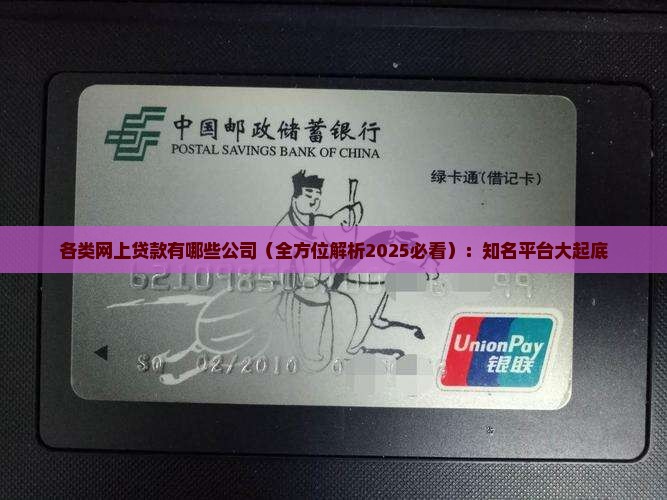 中国邮政储蓄银行
POSTAL SAVINGS BANK OF CHINA
绿卡通(借记卡)
各类网上贷款有哪些公司（全方位解析2025必看）：知名平台大起底
UnionPay
银联
02/2010